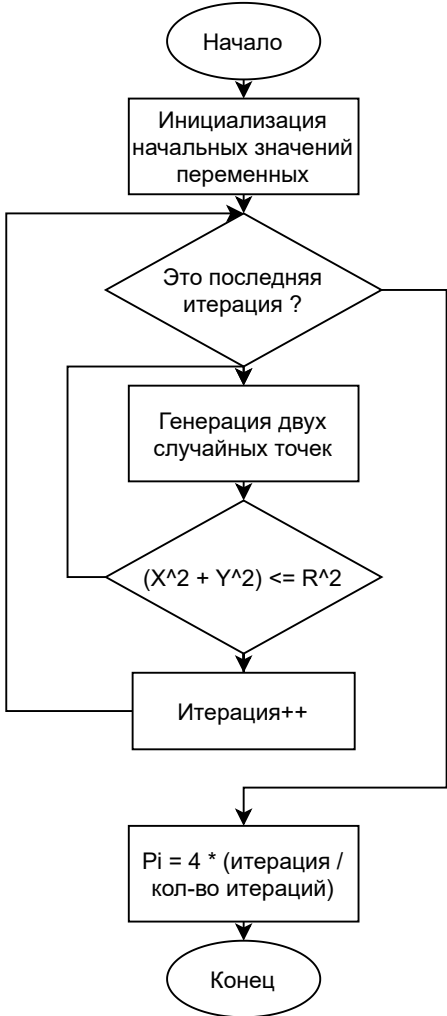 Начало
Инициализация
начальных значений
переменных
Это последняя
итерация ?
Генерация двух
случайных точек
(X^2 + Y^2) <= R^2
Итерация++
Pi = 4 * (итерация /
кол-во итераций)
Конец